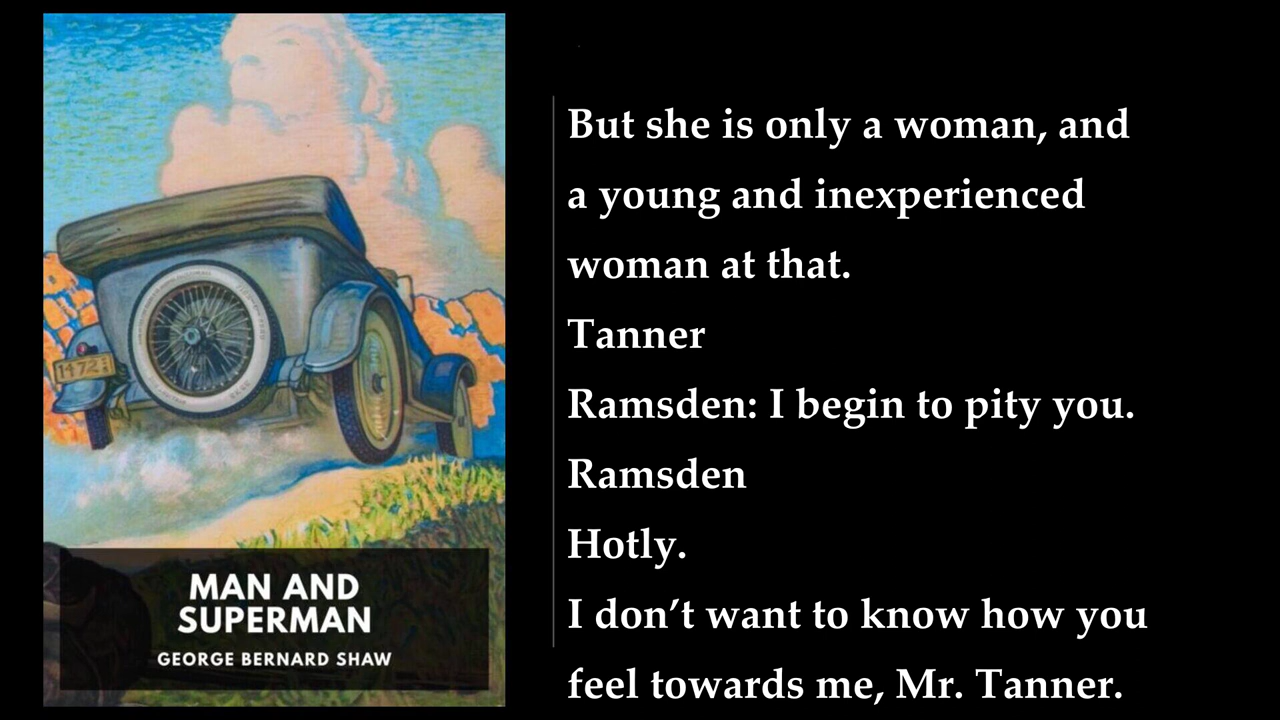 MAN AND
SUPERMAN
GEORGE BERNARD SHAW
1472
But she is only a woman, and
a young and inexperienced
woman at that.
Tanner
Ramsden: I begin to pity you.
Ramsden
Hotly.
I don’t want to know how you
feel towards me, Mr. Tanner.